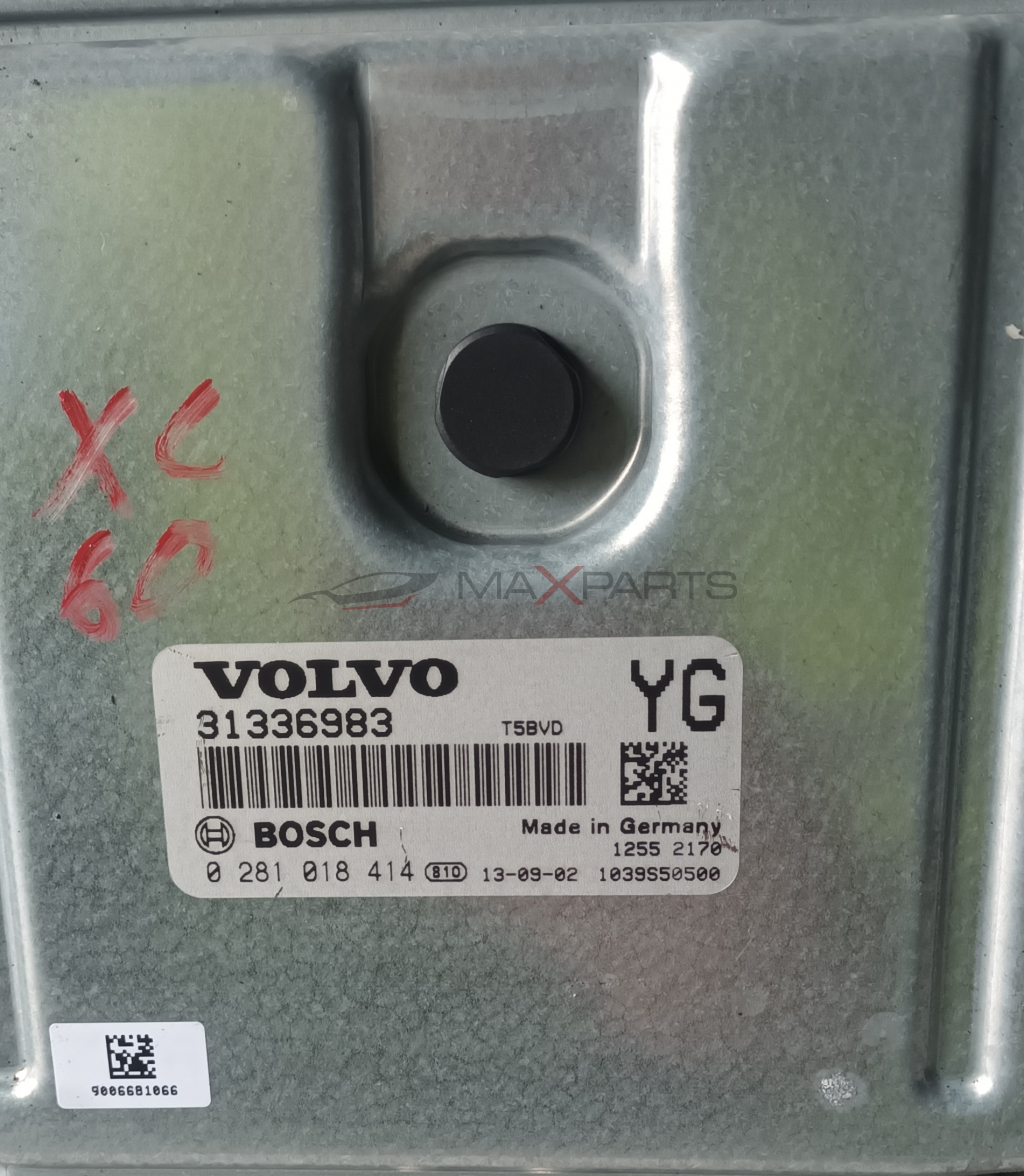 XC
60
MAXPARTS
VOLVO
YG
31336983 T5BVD
BOSCH Made in Germany
1255 2170
0 281 018 414 810 13-09-02 1039S50500
9006681066